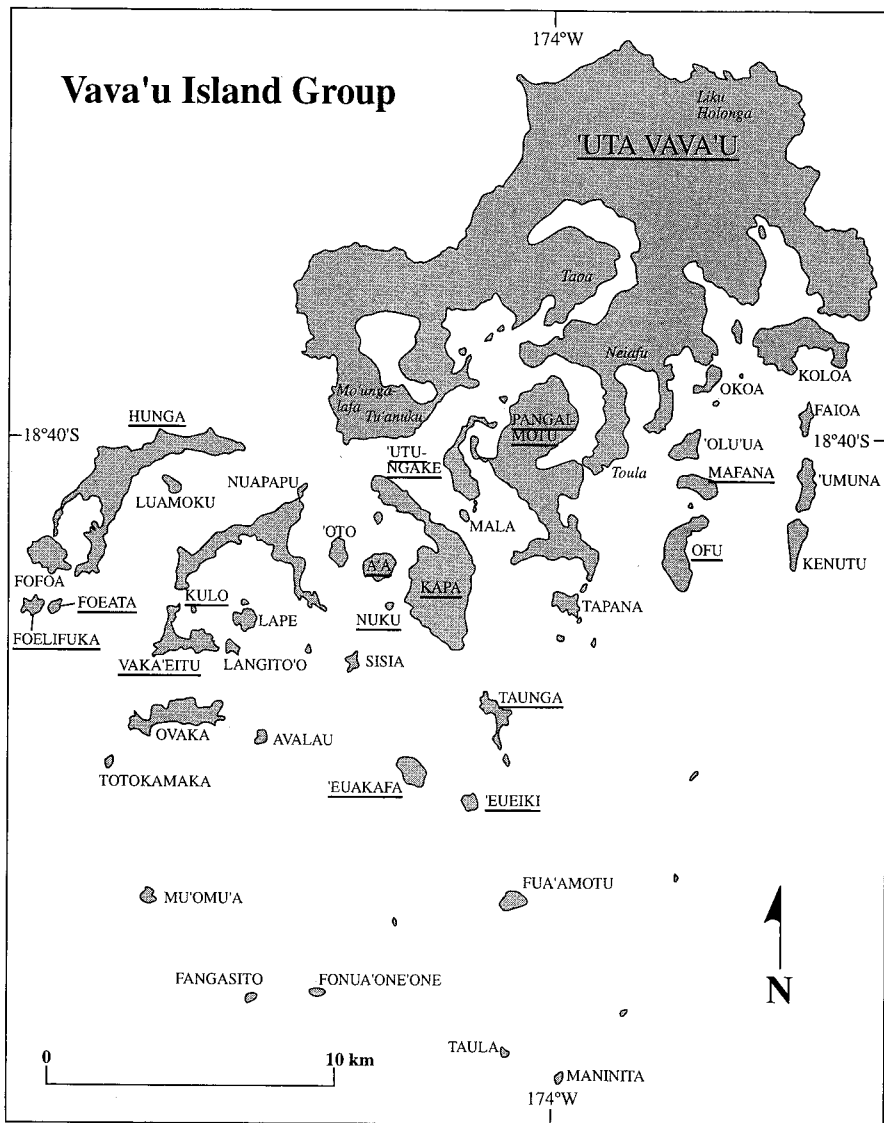 174°W
Vava'u Island Group
Liku
Holonga
'UTA VAVA'U
Taoa
Neiafu
Mo'unga-
lafa
Tu'anuku
OKOA
KOLOA
HUNGA
PANGAI-
MOTU
FAIOA
18°40'S
18°40'S
'UTU-
NGAKE
'OLU'UA
Toula
MAFANA
'UMUNA
LUAMOKU
NUAPAPU
'OTO
MALA
A'A
OFU
KENUTU
FOFOA
KAPA
FOEATA
KULO
LAPE
NUKU
TAPANA
FOELIFUKA
VAKA'EITU
LANGITO'O
SISIA
TAUNGA
OVAKA
AVALAU
TOTOKAMAKA
'EUAKAFA
'EUEIKI
MU'OMU'A
FUA'AMOTU
FANGASITO
FONUA'ONE'ONE
N
0
10 km
TAULA
MANINITA
174°W